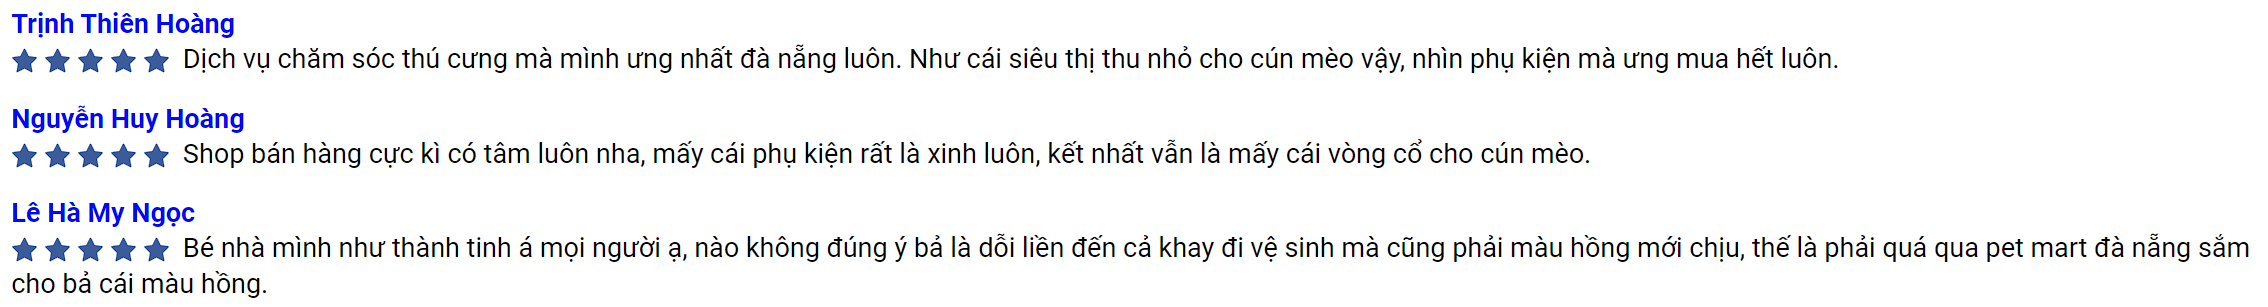 Trịnh Thiên Hoàng
Dịch vụ chăm sóc thú cưng mà mình ưng nhất đà nẵng luôn. Như cái siêu thị thu nhỏ cho cún mèo vậy, nhìn phụ kiện mà ưng mua hết luôn.
Nguyễn Huy Hoàng
Shop bán hàng cực kì có tâm luôn nha, mấy cái phụ kiện rất là xinh luôn, kết nhất vẫn là mấy cái vòng cổ cho cún mèo.
Lê Hà My Ngọc
Bé nhà mình như thành tinh á mọi người ạ, nào không đúng ý bả là dỗi liền đến cả khay đi vệ sinh mà cũng phải màu hồng mới chịu, thế là phải quá qua pet mart đà nẵng sắm
cho bả cái màu hồng.